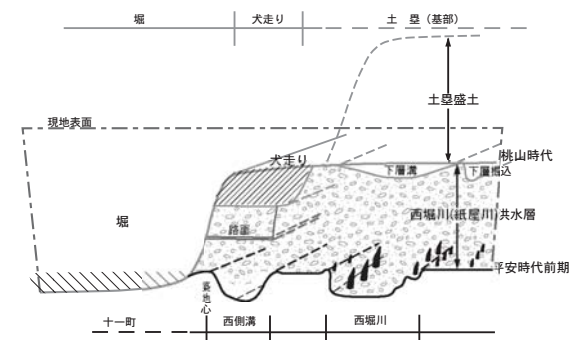 堀
犬走り
土 塁（基部）
土塁盛土
現地表面
犬走り
桃山時代
下層溝
下層掘込
堀
西堀川(紙屋川)洪水層
路面
平安時代前期
築地心
十一町
西側溝
西堀川